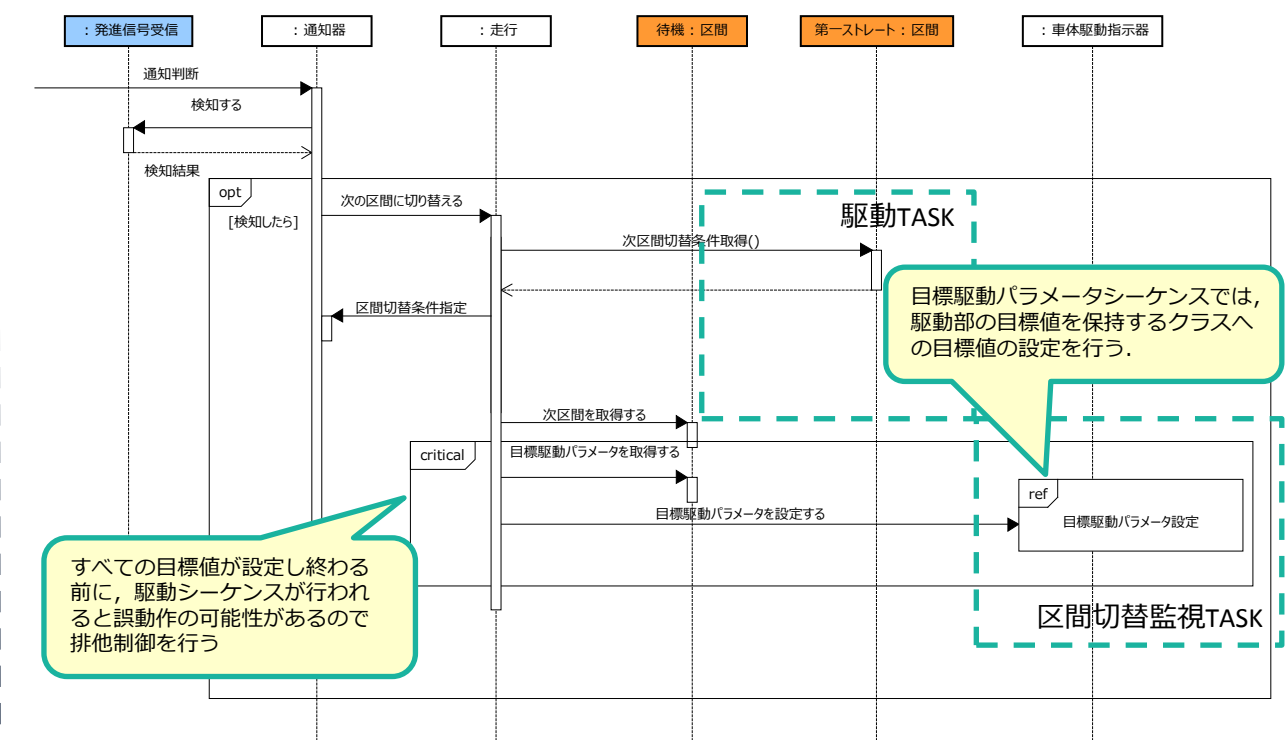 ：発進信号受信
：通知器
：走行
待機：区間
第一ストレート：区間
：車体駆動指示器
通知判断
検知する
検知結果
opt
[検知したら]
次の区間に切り替える
駆動TASK
次区間切替条件取得()
区間切替条件指定
目標駆動パラメータシーケンスでは，
駆動部の目標値を保持するクラスへ
の目標値の設定を行う．
次区間を取得する
critical
目標駆動パラメータを取得する
ref
目標駆動パラメータ設定
目標駆動パラメータを設定する
すべての目標値が設定し終わる
前に，駆動シーケンスが行われ
ると誤動作の可能性があるので
排他制御を行う
区間切替監視TASK